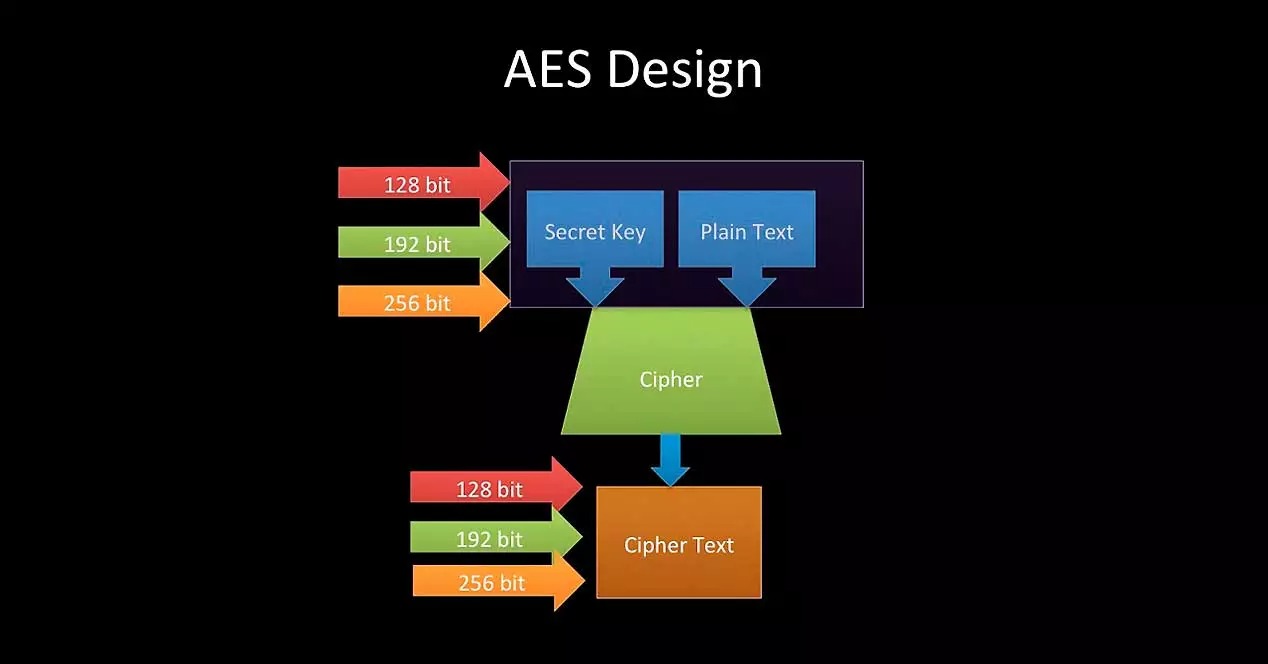 AES Design
128 bit
192 bit
256 bit
Secret Key
Plain Text
Cipher
128 bit
192 bit
256 bit
Cipher Text